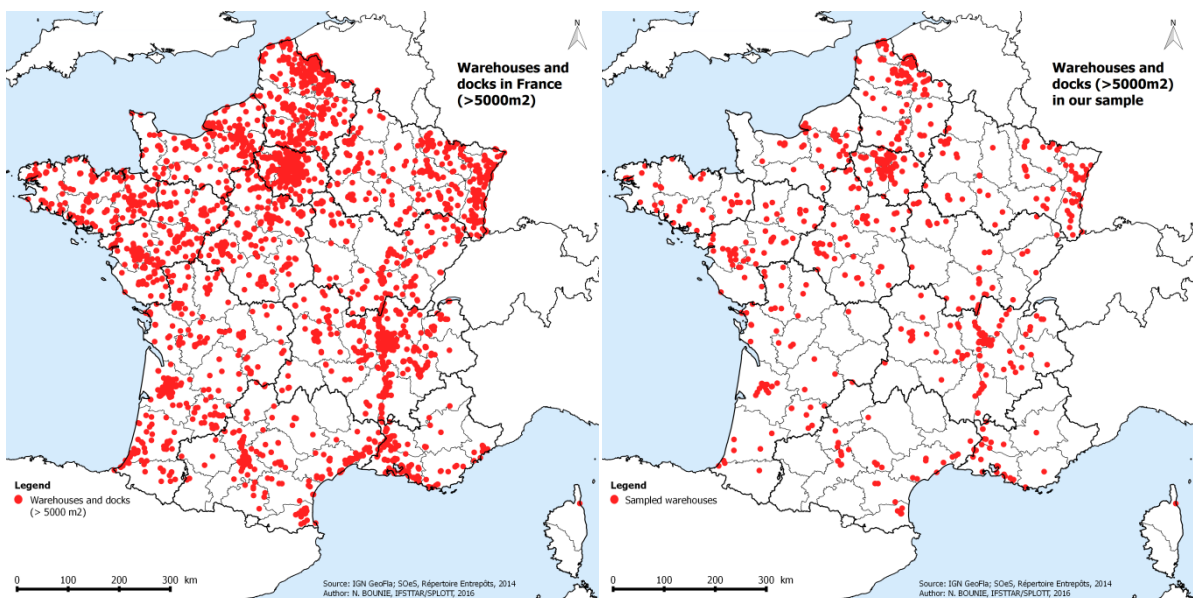 N
Warehouses and
docks in France
(>5000m2)
Legend
Warehouses and docks
(> 5000 m2)
0 100 200 300 km
Source: IGN GeoFla; SOeS, Répertoire Entrepôts, 2014
Author: N. BOUNIE, IFSTTAR/SPLOTT, 2016
N
Warehouses and
docks (>5000m2)
in our sample
Legend
Sampled warehouses
0 100 200 300 km
Source: IGN GeoFla; SOeS, Répertoire Entrepôts, 2014
Author: N. BOUNIE, IFSTTAR/SPLOTT, 2016